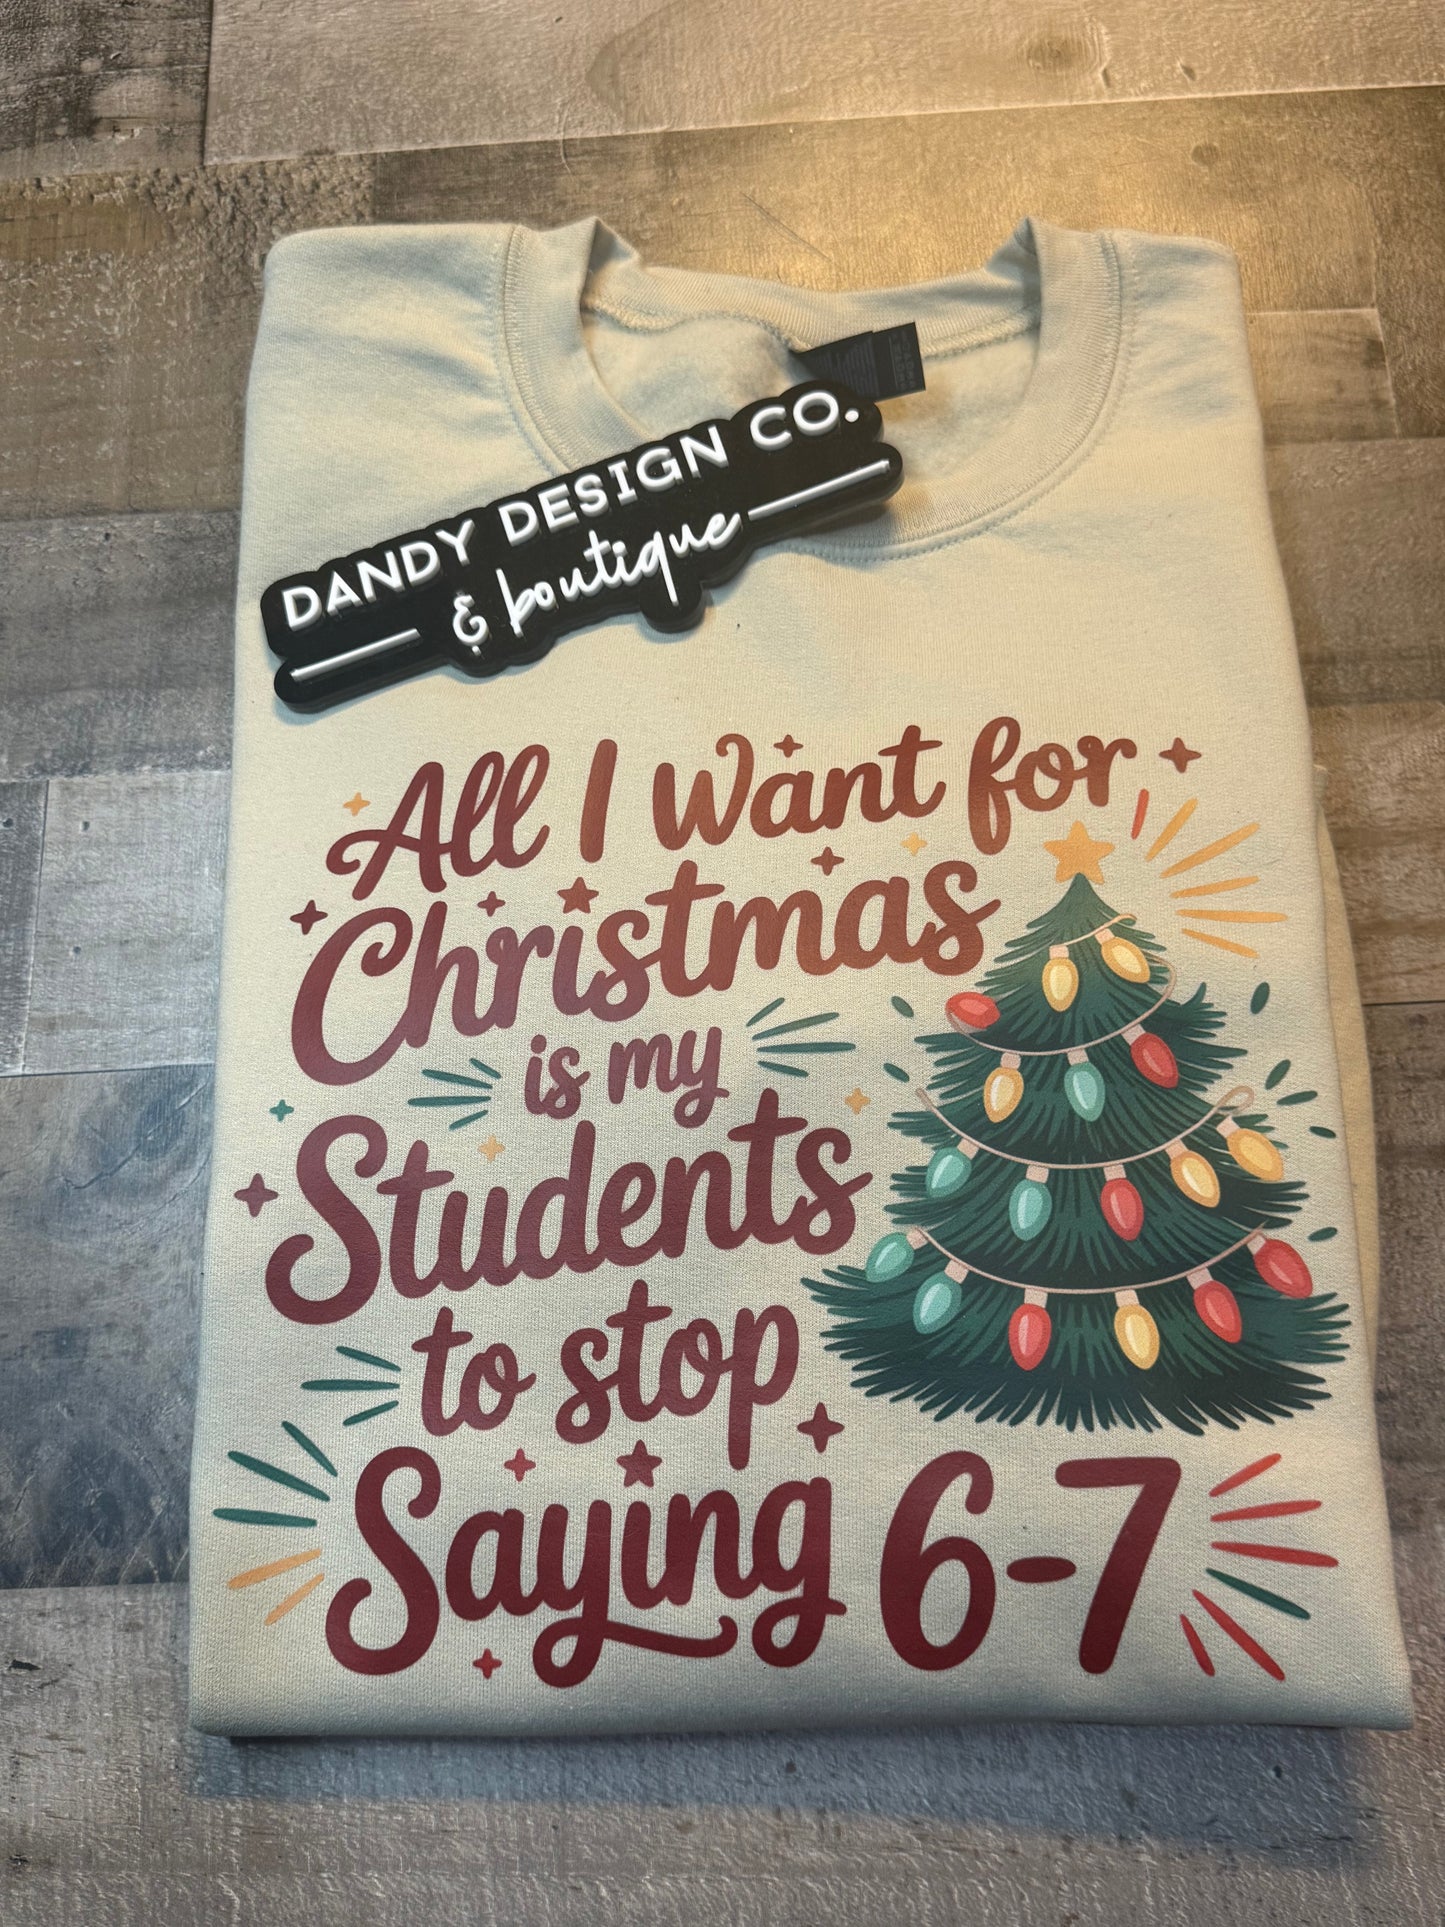 DANDY DESIGN CO.
& boutique
All I Want for
Christmas
is my
Students
to stop
Saying 6-7